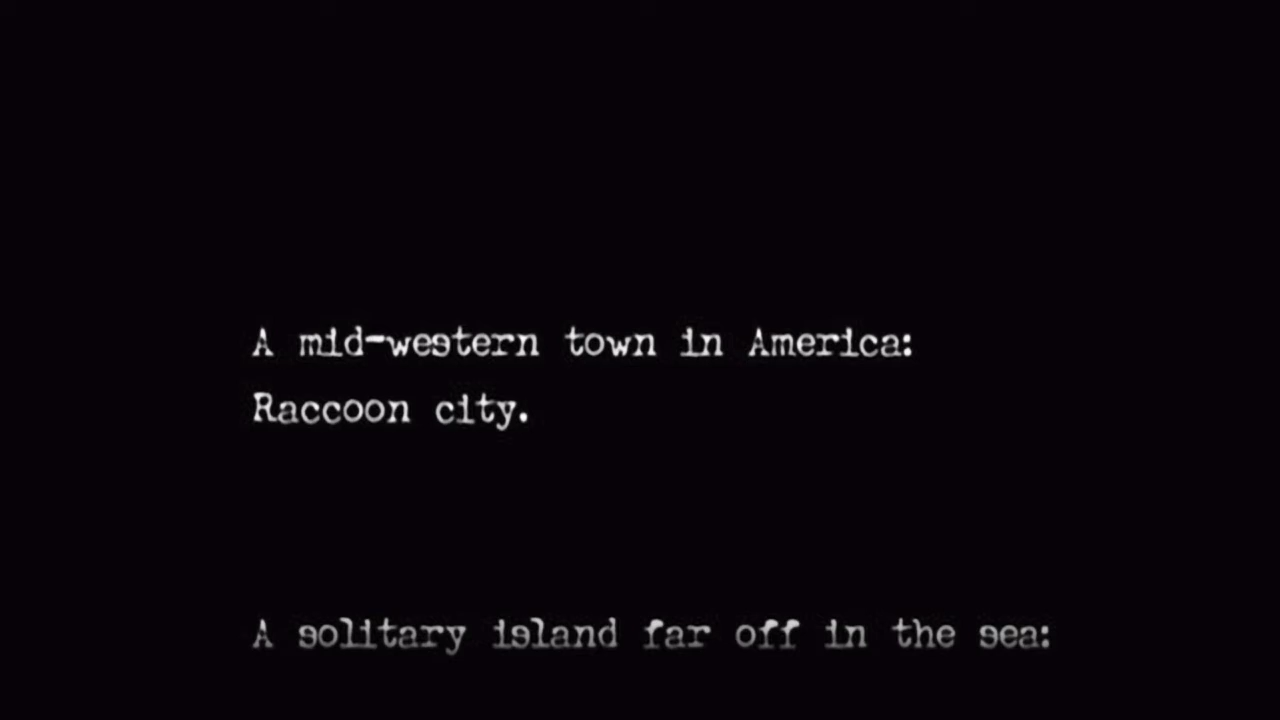 A mid-western town in America:
Raccoon city.
A solitary island far off in the sea: